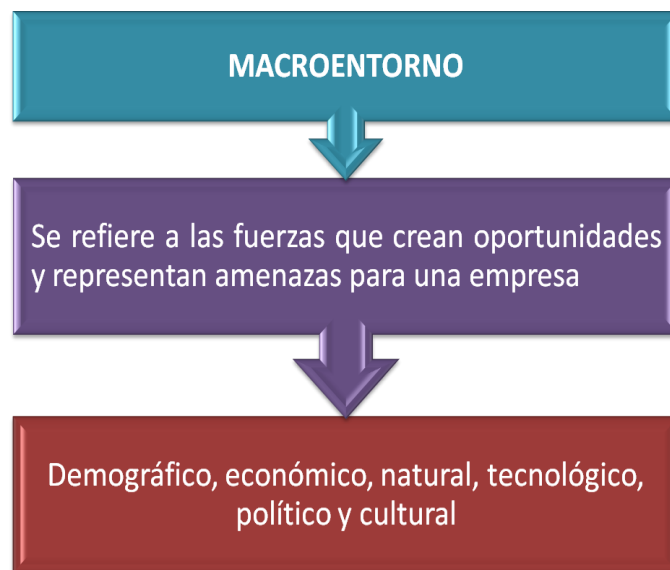 MACROENTORNO
Se refiere a las fuerzas que crean oportunidades
y representan amenazas para una empresa
Demográfico, económico, natural, tecnológico,
político y cultural